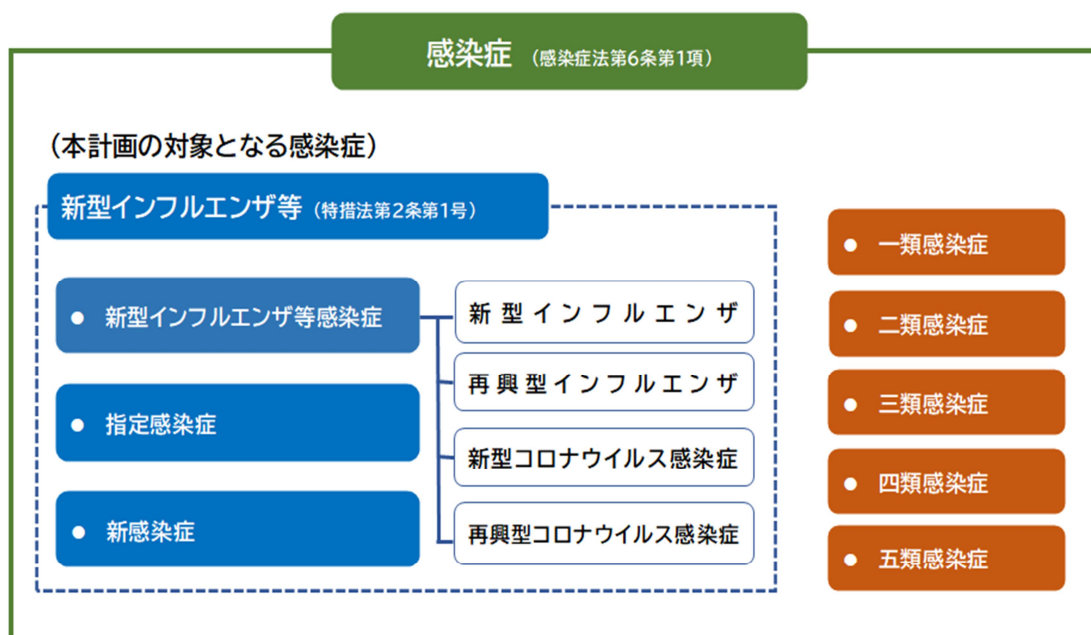 感染症 (感染症法第6条第1項)
(本計画の対象となる感染症)
新型インフルエンザ等 (特措法第2条第1号)
● 新型インフルエンザ等感染症
新型インフルエンザ
再興型インフルエンザ
新型コロナウイルス感染症
再興型コロナウイルス感染症
● 指定感染症
● 新感染症
● 一類感染症
● 二類感染症
● 三類感染症
● 四類感染症
● 五類感染症